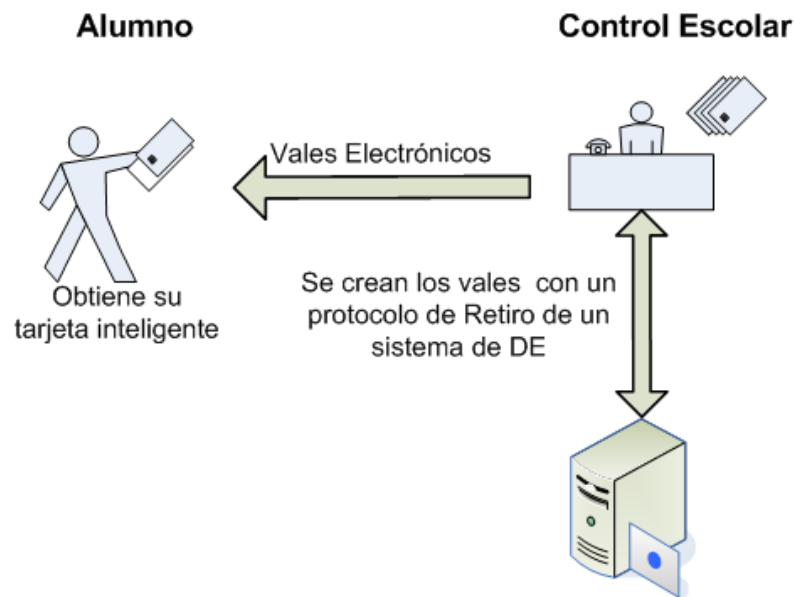 Alumno
Control Escolar
Vales Electrónicos
Obtiene su
tarjeta inteligente
Se crean los vales con un
protocolo de Retiro de un
sistema de DE